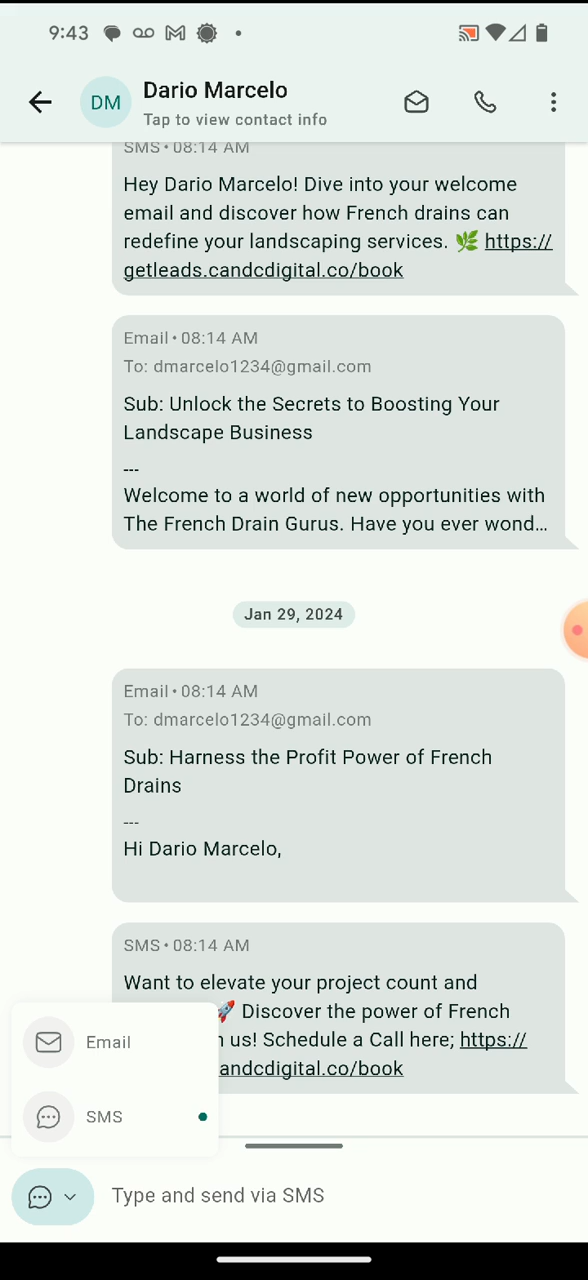 9:43
DM
Dario Marcelo
Tap to view contact info
SMS • 08:14 AM
Hey Dario Marcelo! Dive into your welcome
email and discover how French drains can
redefine your landscaping services. 🌿 https://
getleads.candcdigital.co/book
Email • 08:14 AM
To: dmarcelo1234@gmail.com
Sub: Unlock the Secrets to Boosting Your
Landscape Business
---
Welcome to a world of new opportunities with
The French Drain Gurus. Have you ever wond...
Jan 29, 2024
Email • 08:14 AM
To: dmarcelo1234@gmail.com
Sub: Harness the Profit Power of French
Drains
---
Hi Dario Marcelo,
SMS • 08:14 AM
Want to elevate your project count and
🚀 Discover the power of French
us! Schedule a Call here; https://
andcdigital.co/book
Email
SMS
Type and send via SMS